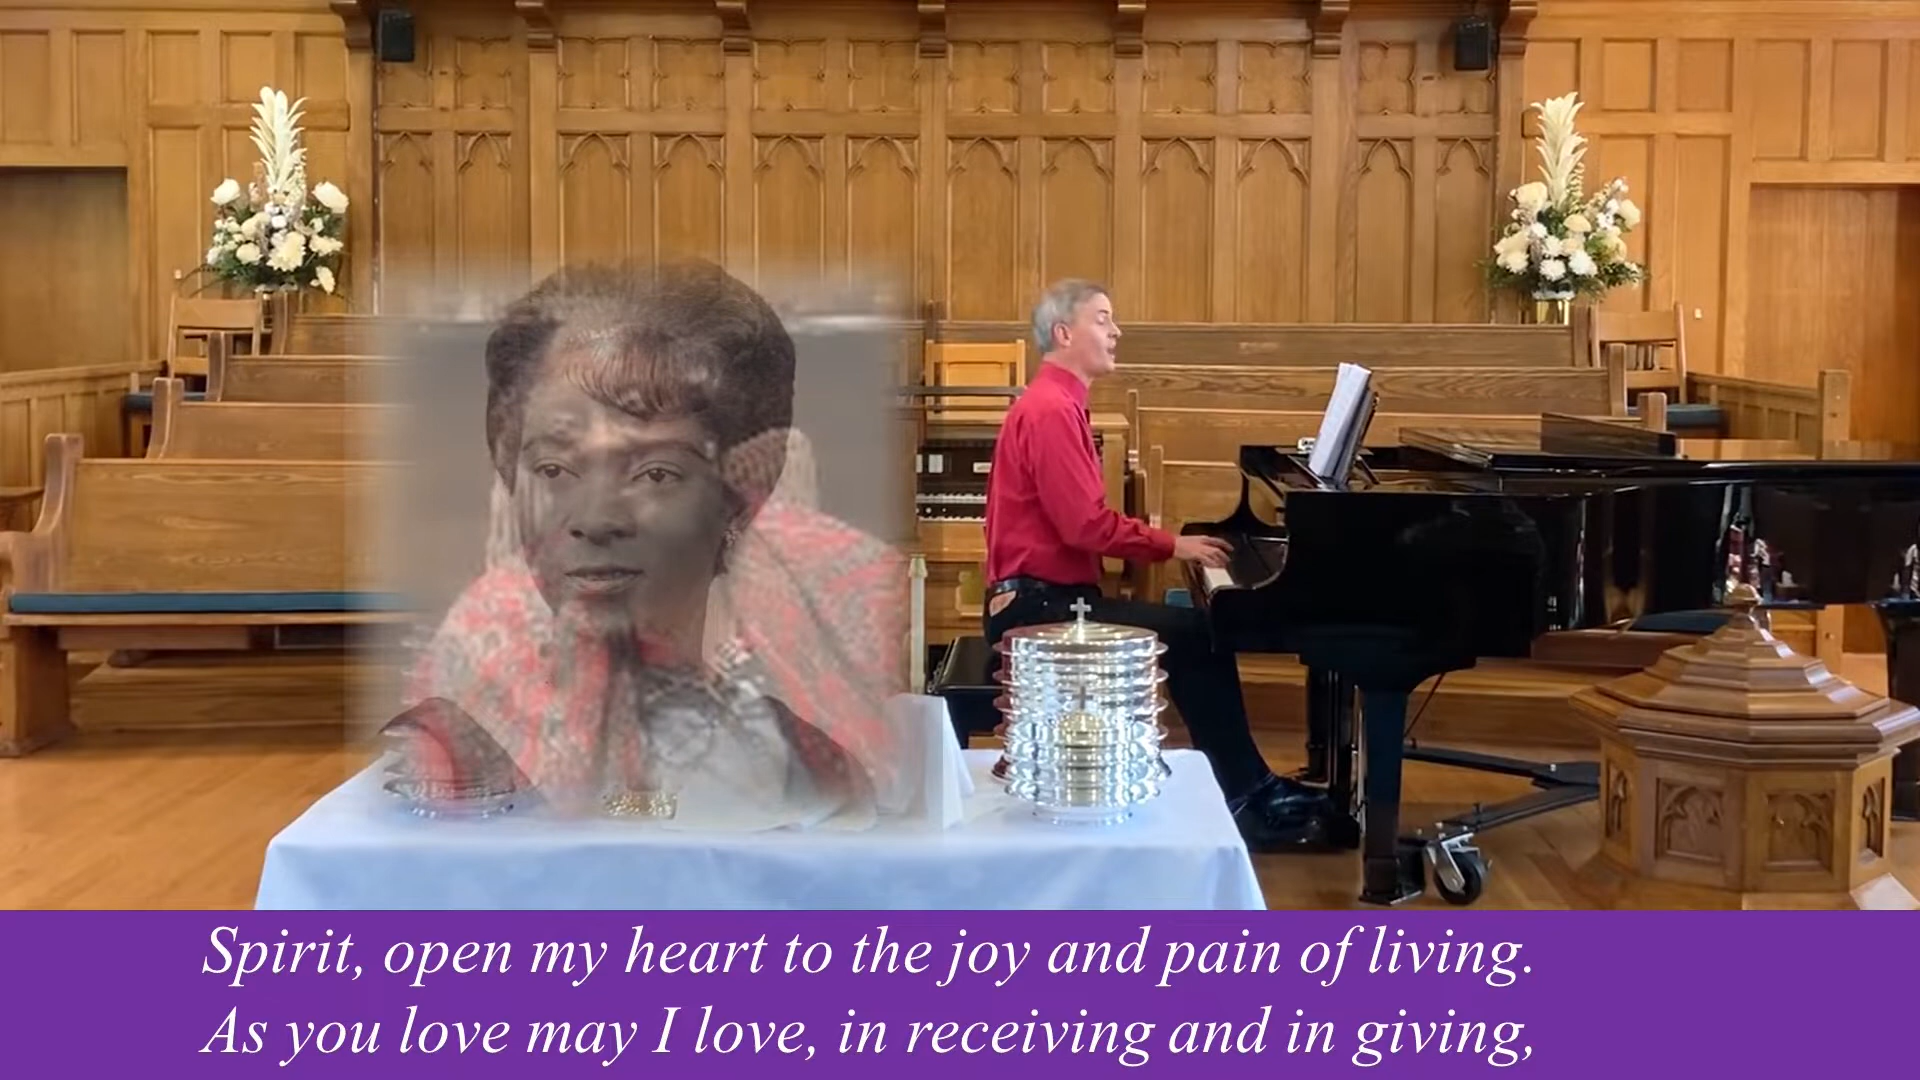 Spirit, open my heart to the joy and pain of living.
As you love may I love, in receiving and in giving,